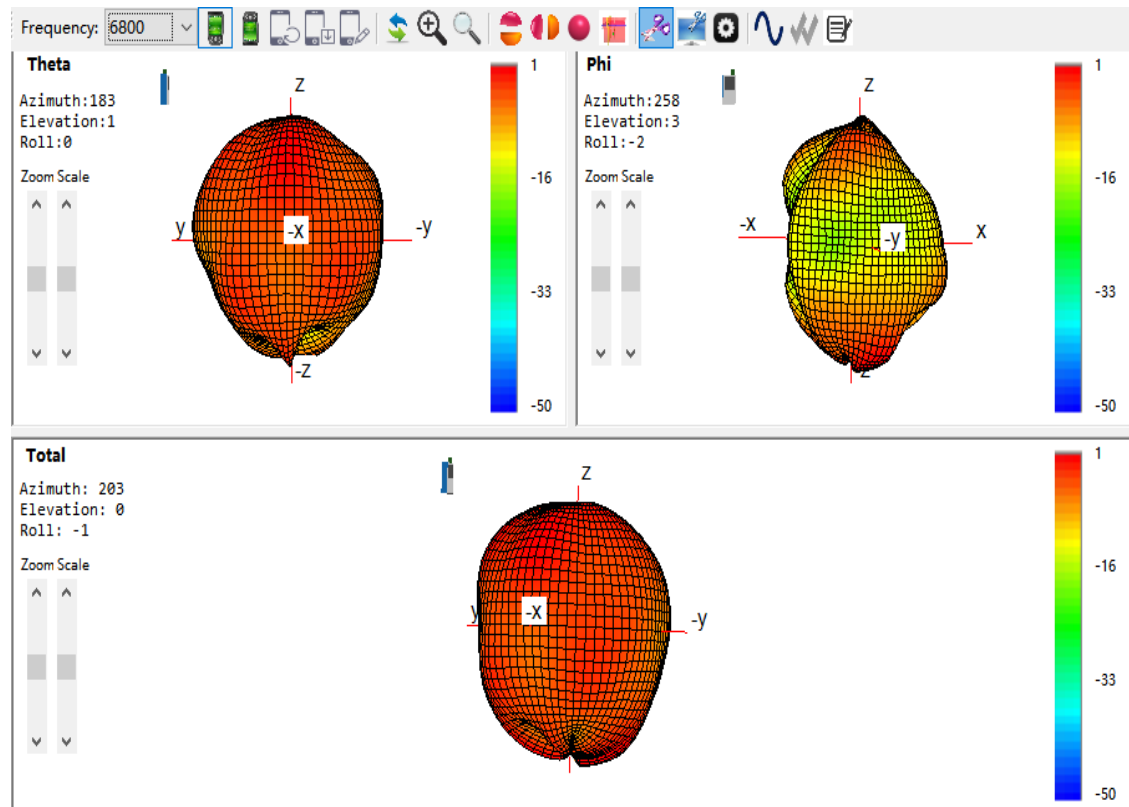 Frequency: 6800
Theta
Azimuth:183
Elevation:1
Roll:0
Zoom Scale
Z
y
-X
-y
-Z
1
-16
-33
-50
Phi
Azimuth:258
Elevation:3
Roll:-2
Zoom Scale
Z
-X
-y
X
1
-16
-33
-50
Total
Azimuth: 203
Elevation: 0
Roll: -1
Zoom Scale
Z
y
-X
-y
1
-16
-33
-50